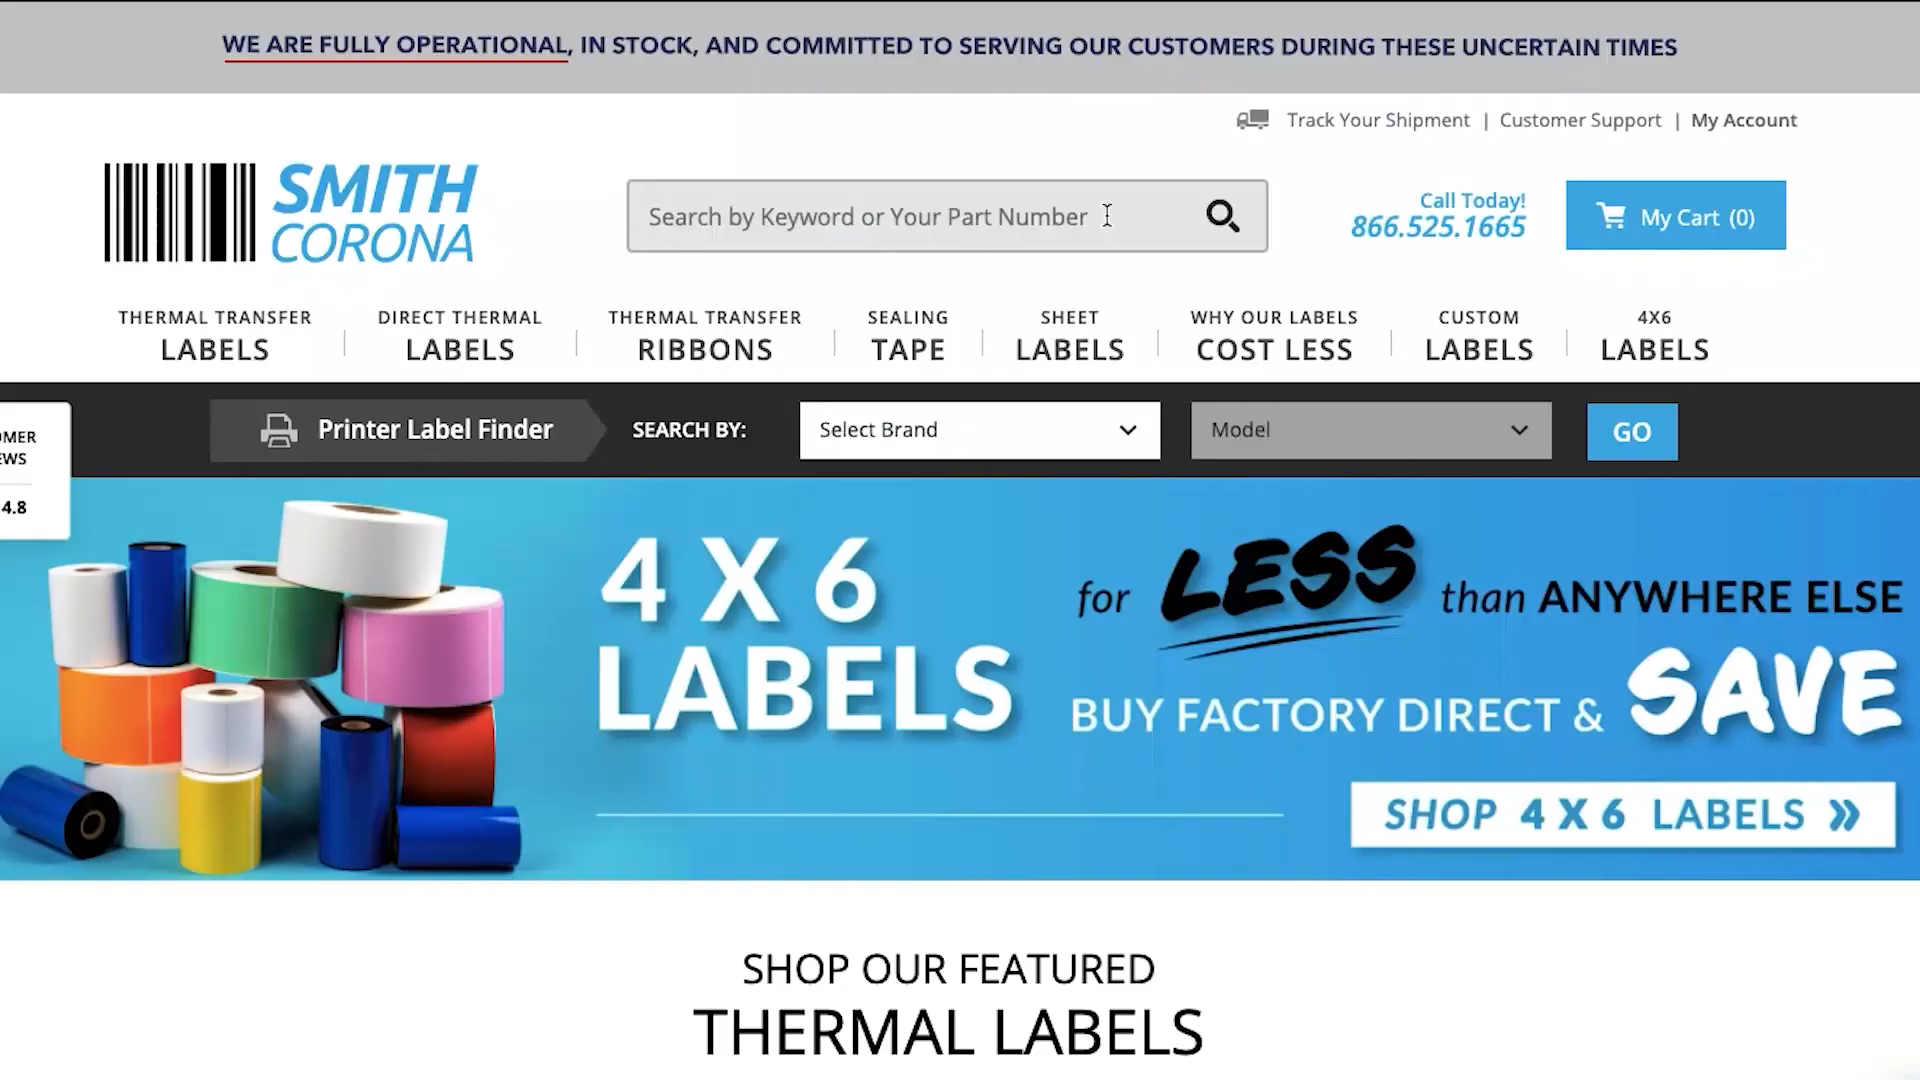 WE ARE FULLY OPERATIONAL, IN STOCK, AND COMMITTED TO SERVING OUR CUSTOMERS DURING THESE UNCERTAIN TIMES
Track Your Shipment | Customer Support | My Account
SMITH
CORONA
Search by Keyword or Your Part Number
Call Today!
866.525.1665
My Cart (0)
THERMAL TRANSFER
LABELS
DIRECT THERMAL
LABELS
THERMAL TRANSFER
RIBBONS
SEALING
TAPE
SHEET
LABELS
WHY OUR LABELS
COST LESS
CUSTOM
LABELS
4X6
LABELS
Printer Label Finder
SEARCH BY:
Select Brand
Model
GO
4.8
4 X 6
LABELS
for LESS than ANYWHERE ELSE
BUY FACTORY DIRECT & SAVE
SHOP 4 X 6 LABELS »
SHOP OUR FEATURED
THERMAL LABELS